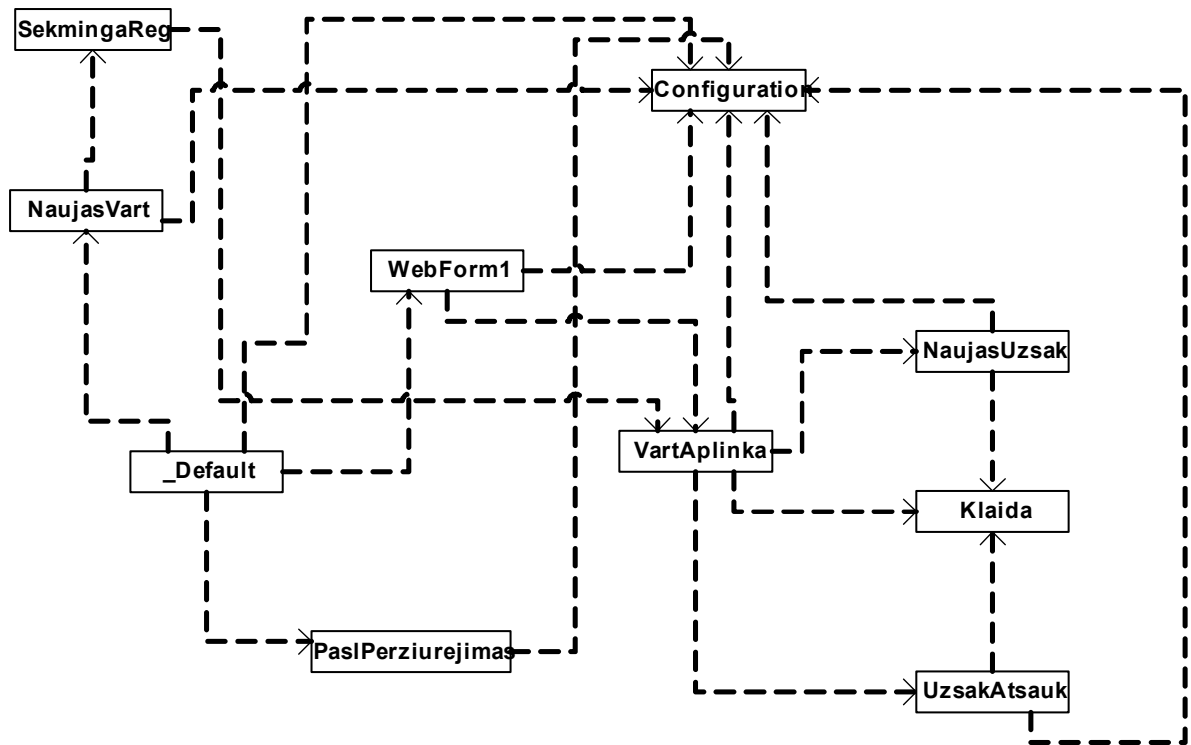 SekmingaReg
Configuration
NaujasVart
WebForm1
NaujasUzsak
VartAplinka
_Default
Klaida
PaslPerziurejimas
UzsakAtsauk